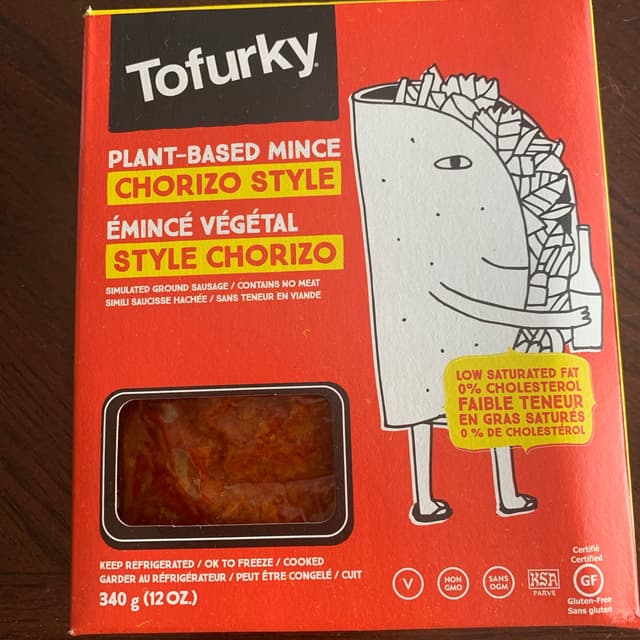 Tofurky
PLANT-BASED MINCE
CHORIZO STYLE
ÉMINCÉ VÉGÉTAL
STYLE CHORIZO
SIMULATED GROUND SAUSAGE / CONTAINS NO MEAT
SIMILI SAUCISSE HACHÉE / SANS TENEUR EN VIANDE
LOW SATURATED FAT
0% CHOLESTEROL
FAIBLE TENEUR
EN GRAS SATURÉS
0 % DE CHOLESTÉROL
KEEP REFRIGERATED / OK TO FREEZE / COOKED
GARDER AU RÉFRIGÉRATEUR / PEUT ÊTRE CONGELÉ / CUIT
340 g (12 OZ.)
V
NON
GMO
SANS
OGM
KSA
PARVE
Certifié
Certified
GF
Gluten-Free
Sans gluten